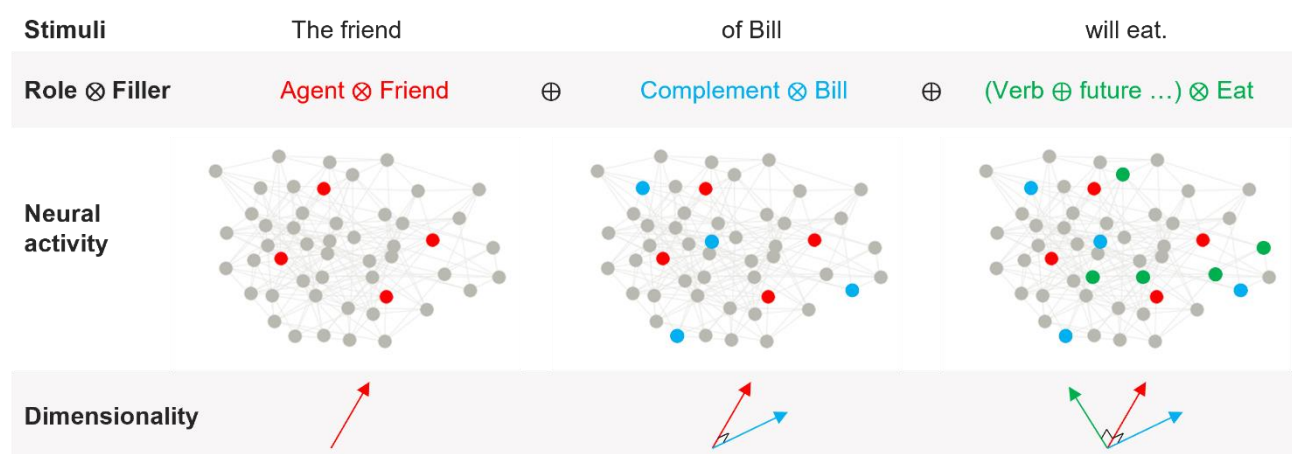 Stimuli The friend of Bill will eat.
Role ⊗ Filler Agent ⊗ Friend ⊕ Complement ⊗ Bill ⊕ (Verb ⊕ future …) ⊗ Eat
Neural
activity
Dimensionality